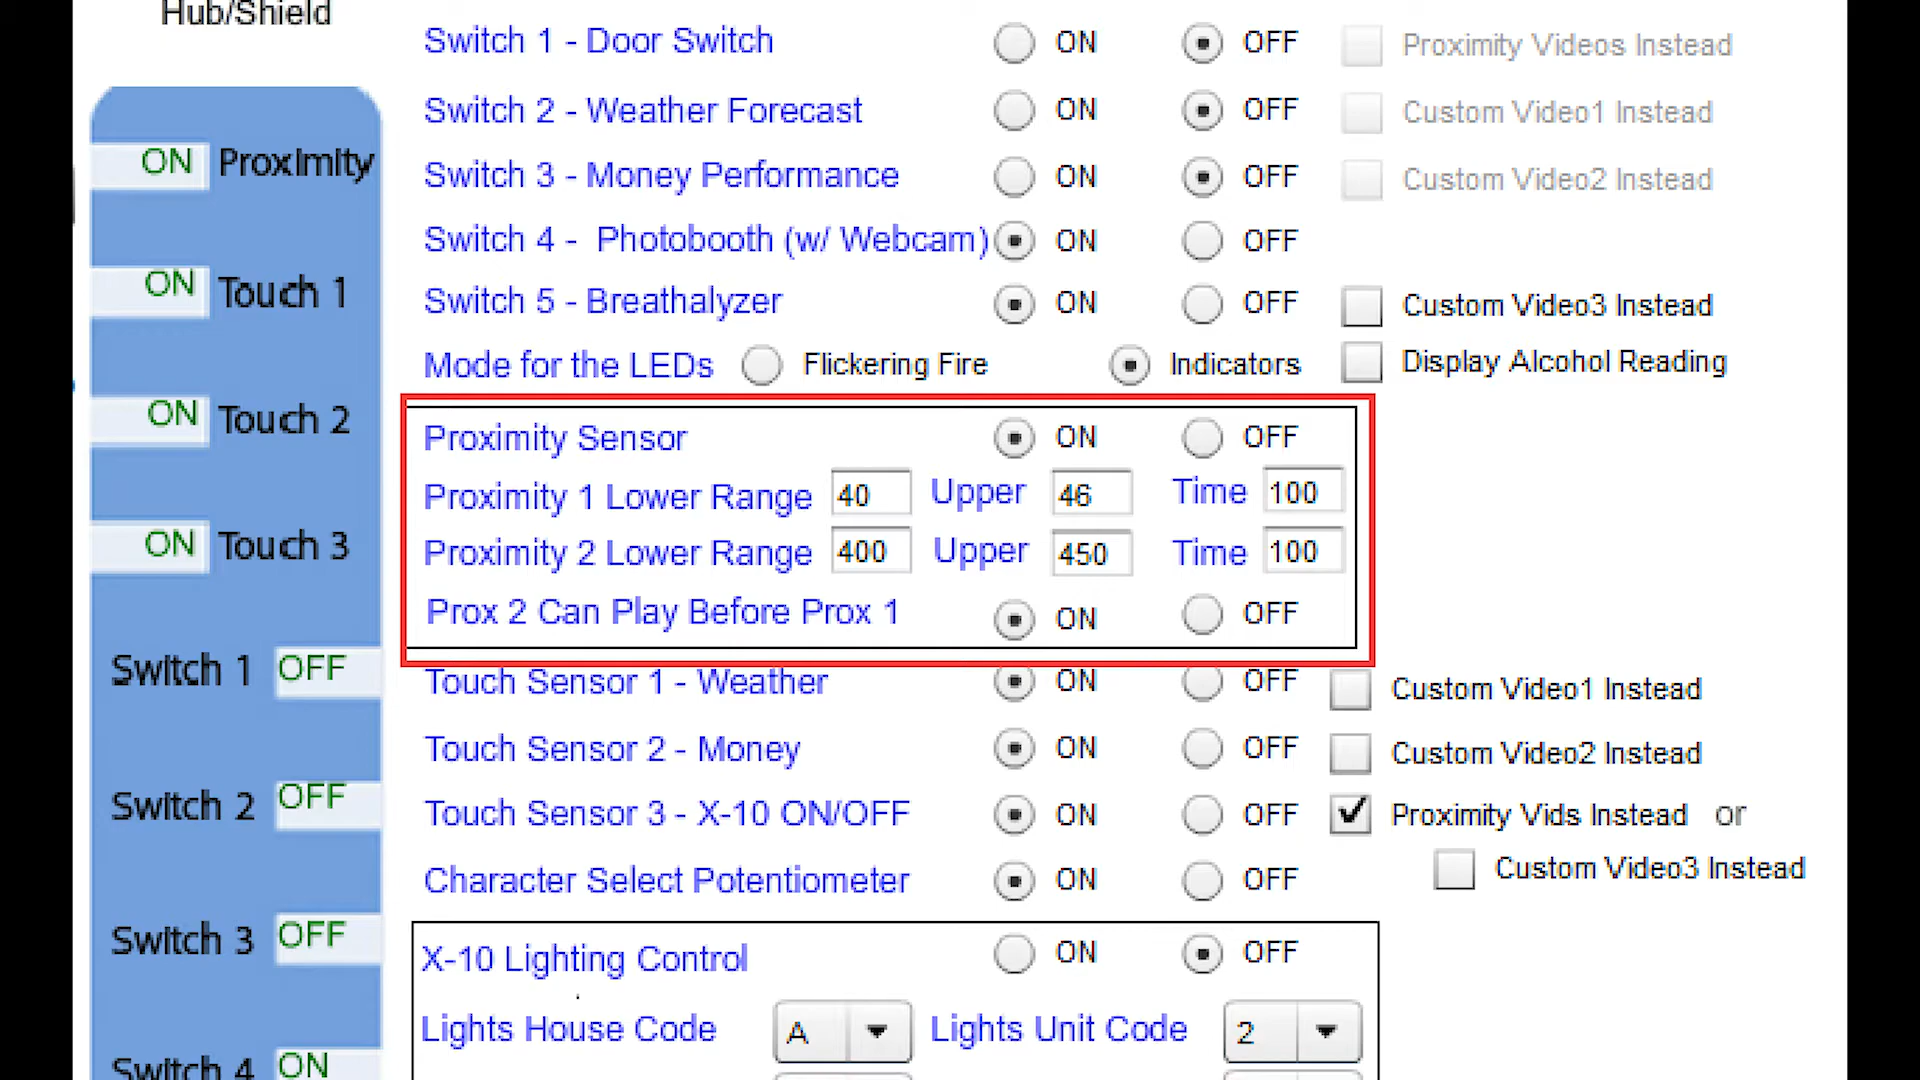 Hub/Shield
ON Proximity
ON Touch 1
ON Touch 2
ON Touch 3
Switch 1 OFF
Switch 2 OFF
Switch 3 OFF
Switch 4 ON
Switch 1 - Door Switch ON OFF Proximity Videos Instead
Switch 2 - Weather Forecast ON OFF Custom Video1 Instead
Switch 3 - Money Performance ON OFF Custom Video2 Instead
Switch 4 - Photobooth (w/ Webcam) ON OFF
Switch 5 - Breathalyzer ON OFF Custom Video3 Instead
Mode for the LEDs Flickering Fire Indicators Display Alcohol Reading
Proximity Sensor ON OFF
Proximity 1 Lower Range 40 Upper 46 Time 100
Proximity 2 Lower Range 400 Upper 450 Time 100
Prox 2 Can Play Before Prox 1 ON OFF
Touch Sensor 1 - Weather ON OFF Custom Video1 Instead
Touch Sensor 2 - Money ON OFF Custom Video2 Instead
Touch Sensor 3 - X-10 ON/OFF ON OFF Proximity Vids Instead or
Custom Video3 Instead
Character Select Potentiometer ON OFF
X-10 Lighting Control ON OFF
Lights House Code A Lights Unit Code 2